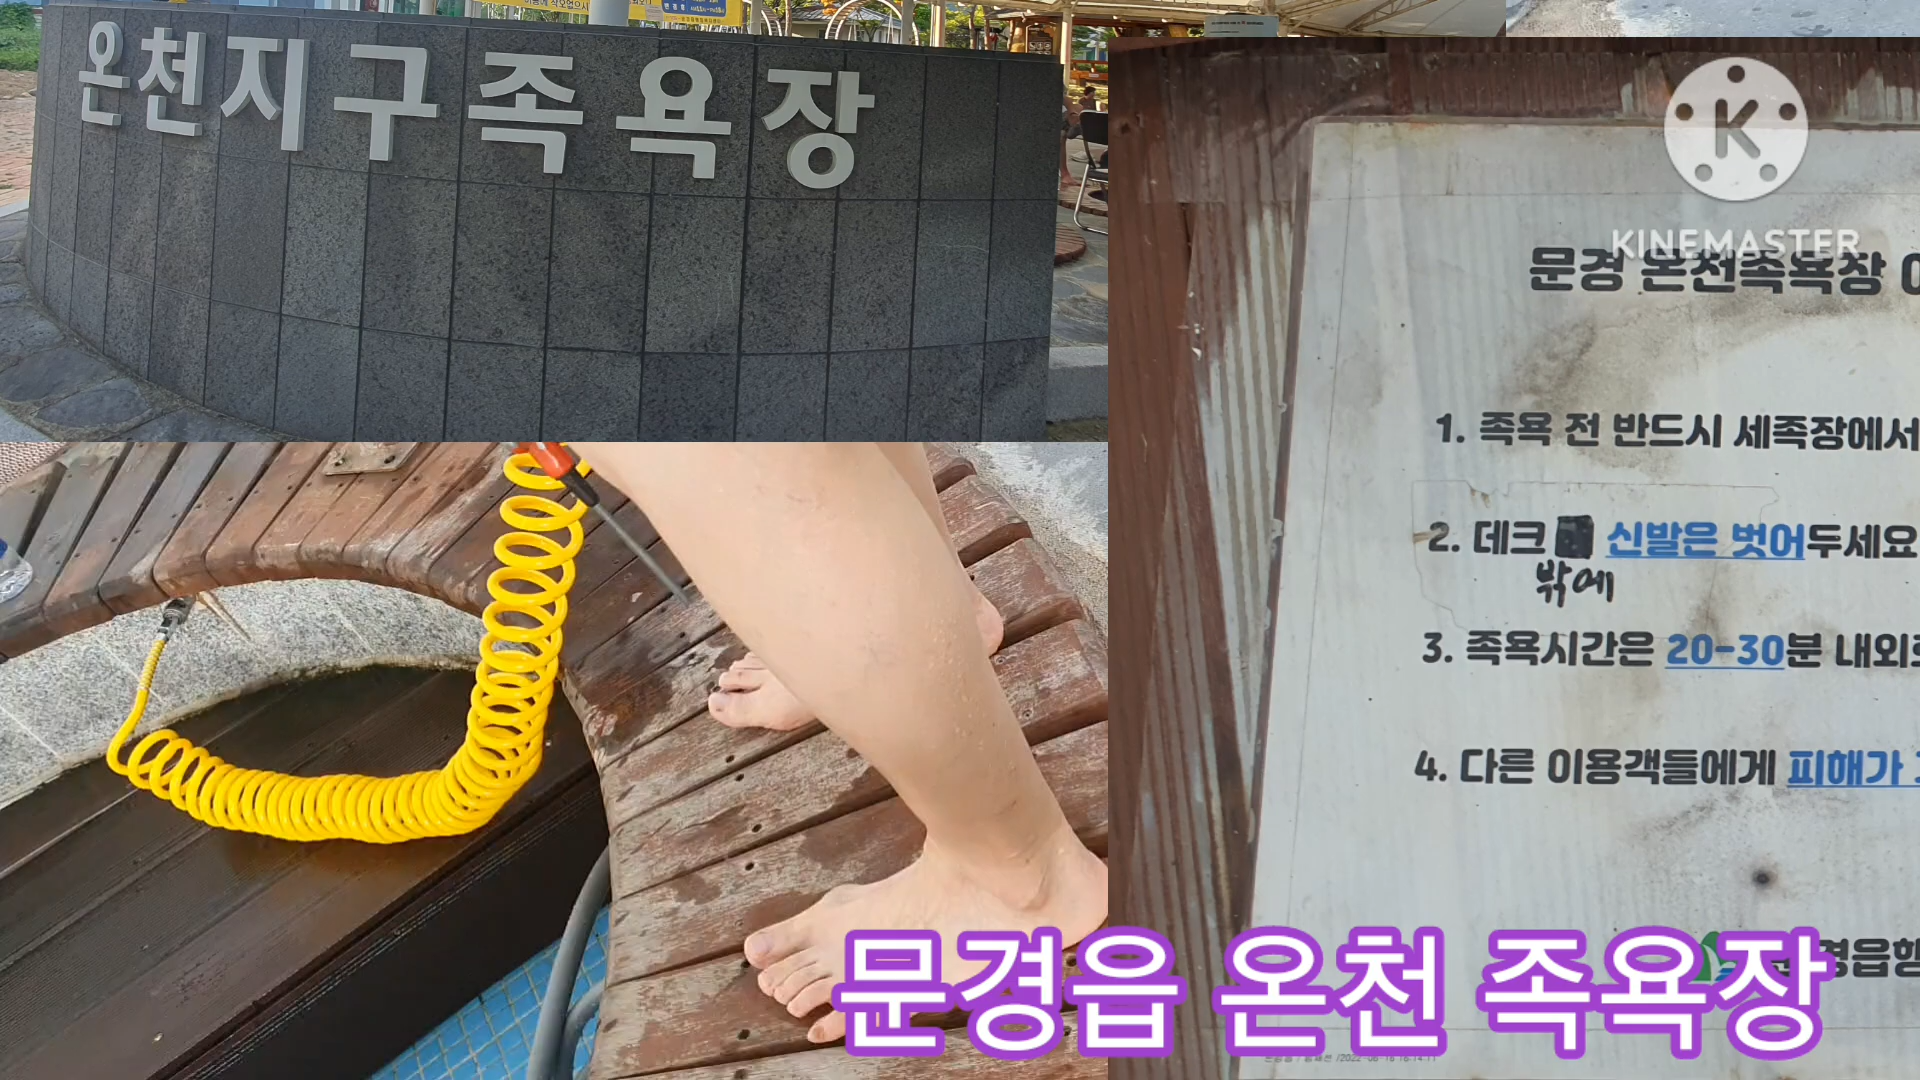 온천지구족욕장
K
KINEMASTER
문경 온천족욕장
1. 족욕 전 반드시 세족장에서
2. 데크 신발은 벗어두세요
밖에
3. 족욕시간은 20-30분 내외
4. 다른 이용객들에게 피해가
문경읍 온천 족욕장